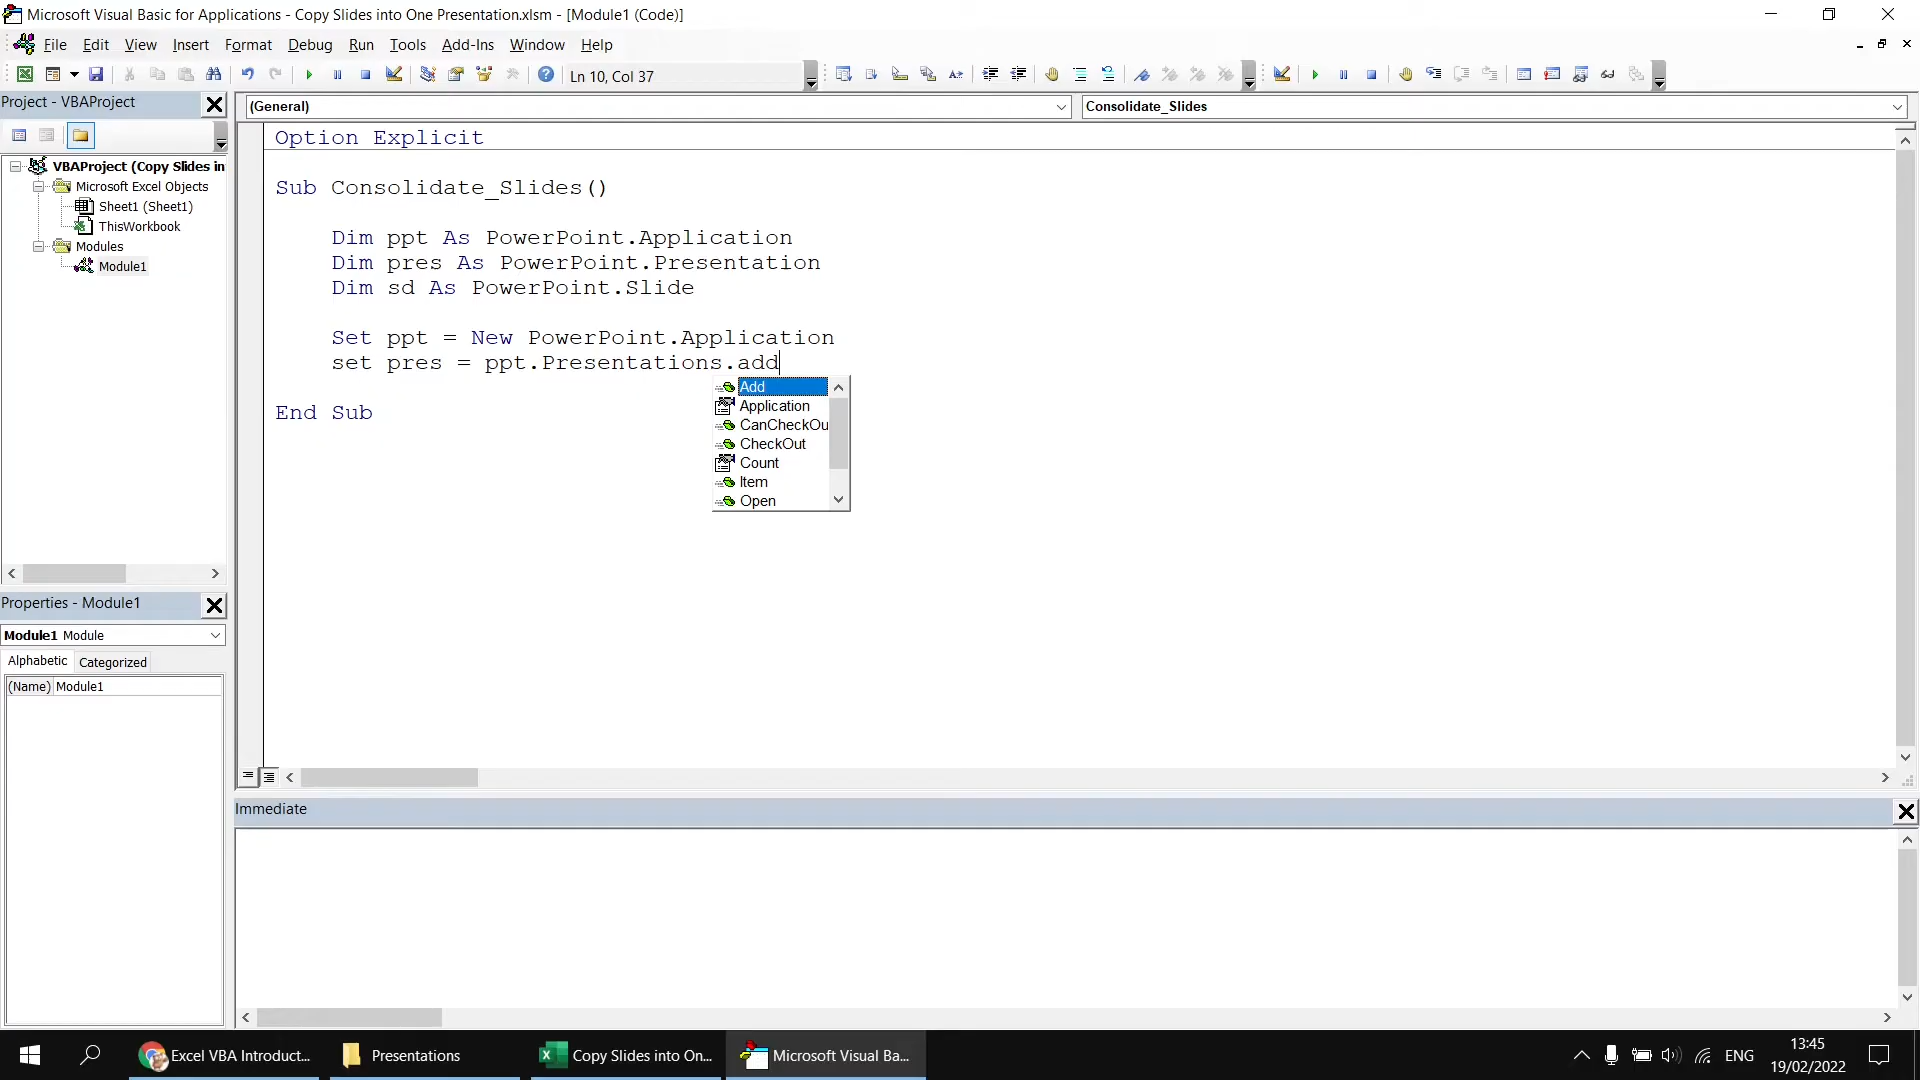 Microsoft Visual Basic for Applications - Copy Slides into One Presentation.xlsm - [Module1 (Code)]
File Edit View Insert Format Debug Run Tools Add-Ins Window Help
Ln 10, Col 37
Project - VBAProject
(General)
Consolidate_Slides
VBAProject (Copy Slides in
Microsoft Excel Objects
Sheet1 (Sheet1)
ThisWorkbook
Modules
Module1
Option Explicit
Sub Consolidate_Slides()
Dim ppt As PowerPoint.Application
Dim pres As PowerPoint.Presentation
Dim sd As PowerPoint.Slide
Set ppt = New PowerPoint.Application
set pres = ppt.Presentations.add
Add
Application
CanCheckOu
CheckOut
Count
Item
Open
End Sub
Properties - Module1
Module1 Module
Alphabetic Categorized
(Name) Module1
Immediate
Excel VBA Introduct...
Presentations
Copy Slides into On...
Microsoft Visual Ba...
ENG
13:45
19/02/2022